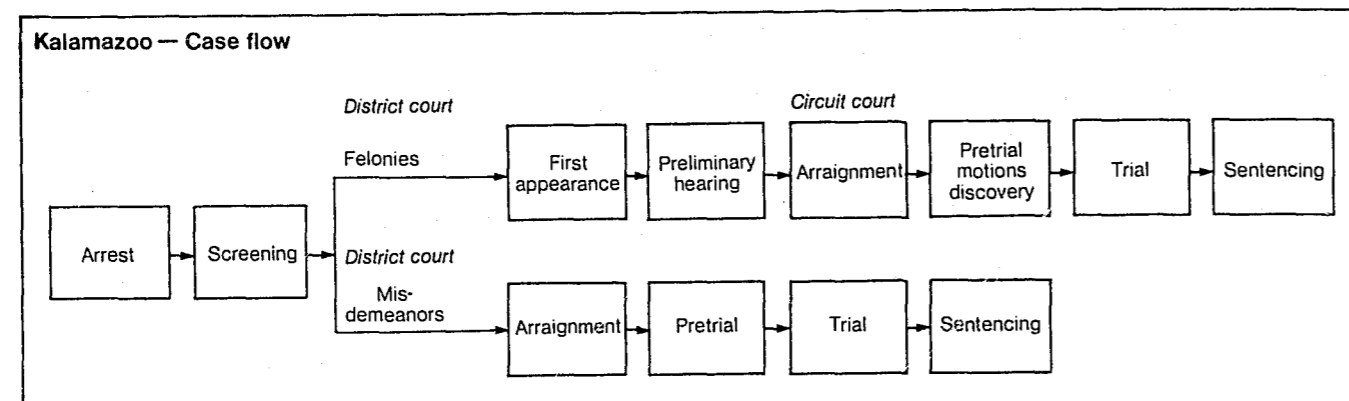 Kalamazoo — Case flow
District court
Circuit court
Felonies
First
appearance
Preliminary
hearing
Arraignment
Pretrial
motions
discovery
Trial
Sentencing
Arrest
Screening
District court
Mis-
demeanors
Arraignment
Pretrial
Trial
Sentencing